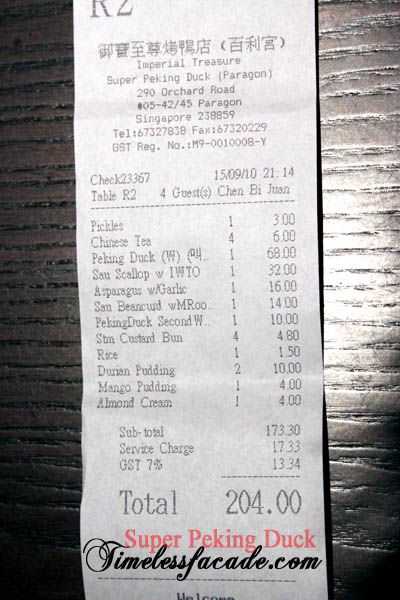 R2
御寶至尊烤鴨店 (百利宮)
Imperial Treasure
Super Peking Duck (Paragon)
290 Orchard Road
#05-42/45 Paragon
Singapore 238859
Tel:67327838 Fax:67320229
GST Reg. No.:M9-0010008-Y
Check23367 15/09/10 21:14
Table R2 4 Guest(s) Chen Bi Juan
Pickles 1 3.00
Chinese Tea 4 6.00
Peking Duck (W) (叫.. 1 68.00
Sau Scallop w IWTO 1 32.00
Asparagus w/Garlic 1 16.00
Sau Beancurd wMRoo.. 1 14.00
PekingDuck SecondW.. 1 10.00
Stm Custard Bun 4 4.80
Rice 1 1.50
Durian Pudding 2 10.00
Mango Pudding 1 4.00
Almond Cream 1 4.00
Sub-total 173.30
Service Charge 17.33
GST 7% 13.34
Total 204.00
Super Peking Duck
Timelessfacade.com
Welcome